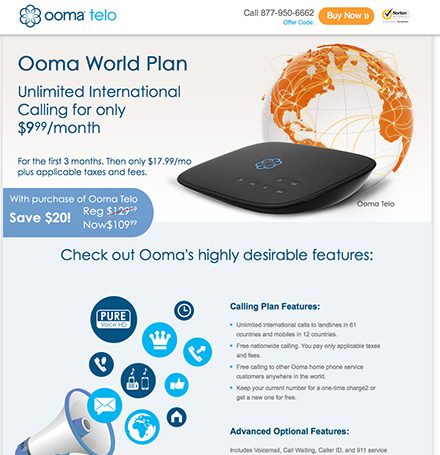 ooma telo
Call 877-950-6662
Offer Code:
Buy Now »
Norton
Ooma World Plan
Unlimited International
Calling for only
$9⁹⁹/month
For the first 3 months. Then only $17.99/mo
plus applicable taxes and fees.
Ooma Telo
With purchase of Ooma Telo
Save $20!
Reg $129⁹⁹
Now $109⁹⁹
Check out Ooma's highly desirable features:
PURE
Voice HD
Calling Plan Features:
Unlimited international calls to landlines in 61
countries and mobiles in 12 countries.
Free nationwide calling. You pay only applicable taxes
and fees.
Free calling to other Ooma home phone service
customers anywhere in the world.
Keep your current number for a one-time charge2 or
get a new one for free.
Advanced Optional Features:
Includes Voicemail, Call Waiting, Caller ID, and 911 service